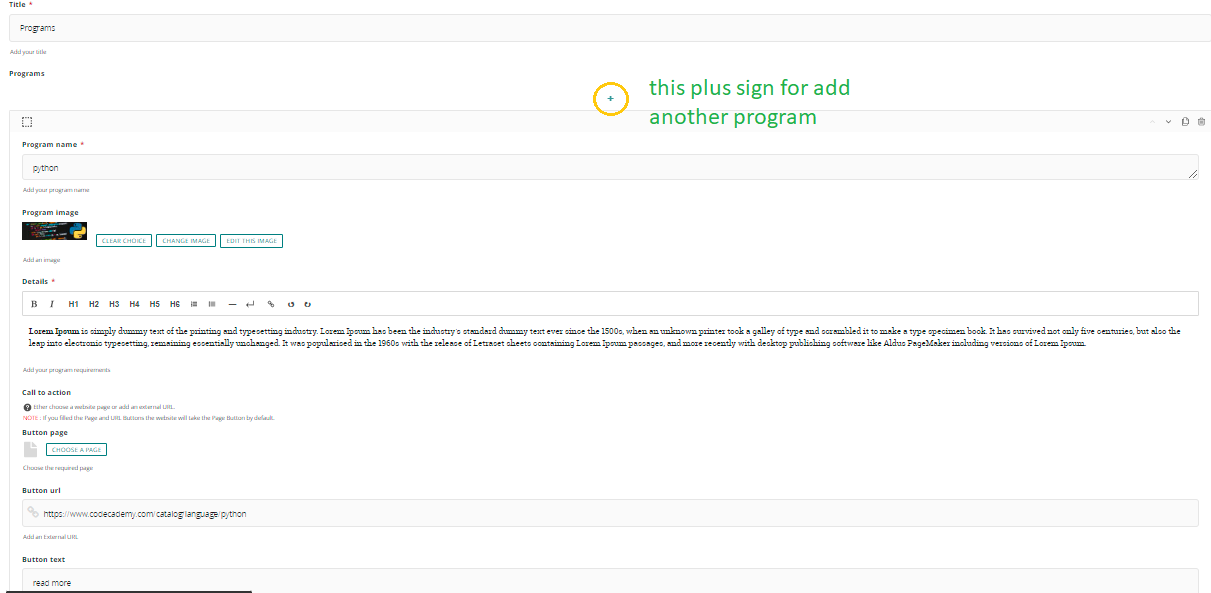 Title *
Programs
Add your title
Programs
+
this plus sign for add
another program
Program name *
python
Add your program name
Program image
CLEAR CHOICE CHANGE IMAGE EDIT THIS IMAGE
Add an image
Details *
B I H1 H2 H3 H4 H5 H6
Lorem Ipsum is simply dummy text of the printing and typesetting industry. Lorem Ipsum has been the industry's standard dummy text ever since the 1500s, when an unknown printer took a galley of type and scrambled it to make a type specimen book. It has survived not only five centuries, but also the
leap into electronic typesetting, remaining essentially unchanged. It was popularised in the 1960s with the release of Letraset sheets containing Lorem Ipsum passages, and more recently with desktop publishing software like Aldus PageMaker including versions of Lorem Ipsum.
Add your program requirements
Call to action
? Ether choose a website page or add an external URL.
NOTE : If you filled the Page and URL Buttons the website will take the Page Button by default.
Button page
CHOOSE A PAGE
Choose the required page
Button url
https://www.codecademy.com/catalog/language/python
Add an External URL
Button text
read more